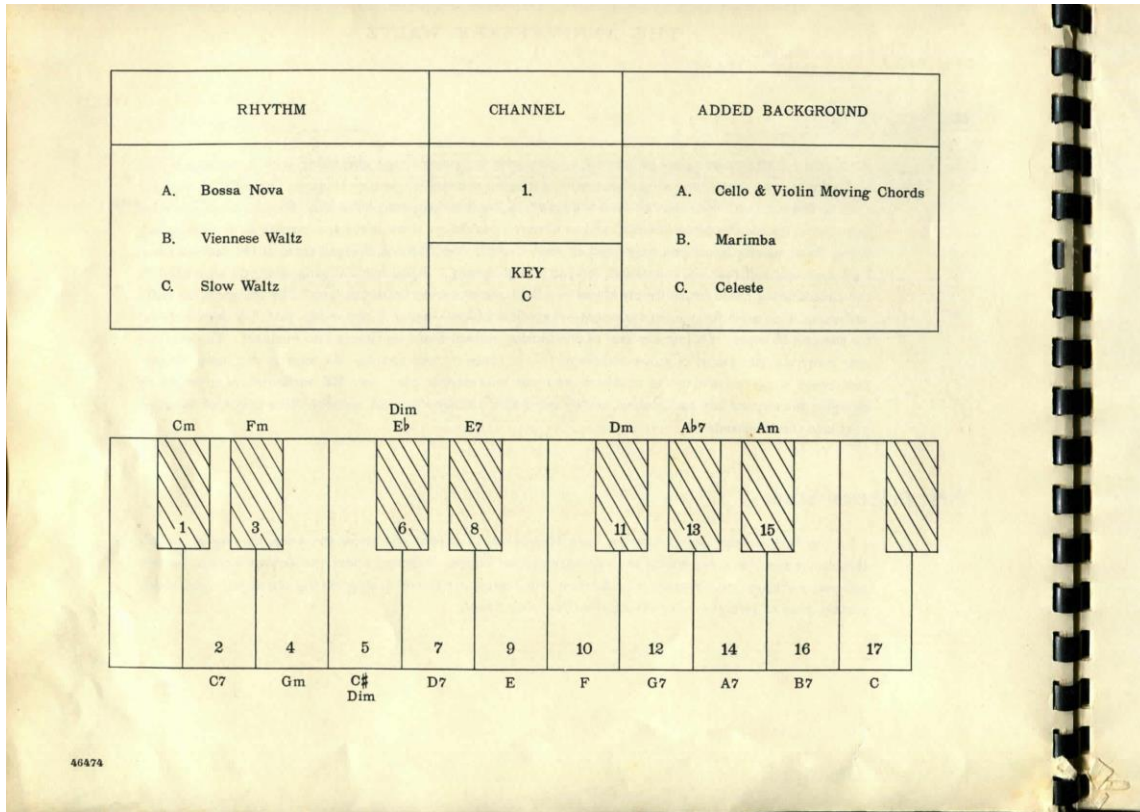 RHYTHM CHANNEL ADDED BACKGROUND
A. Bossa Nova 1. A. Cello & Violin Moving Chords
B. Viennese Waltz B. Marimba
KEY
C. Slow Waltz C C. Celeste
Dim
Cm Fm E♭ E7 Dm A♭7 Am
1 3 6 8 11 13 15
2 4 5 7 9 10 12 14 16 17
C7 Gm C♯ D7 E F G7 A7 B7 C
Dim
46474